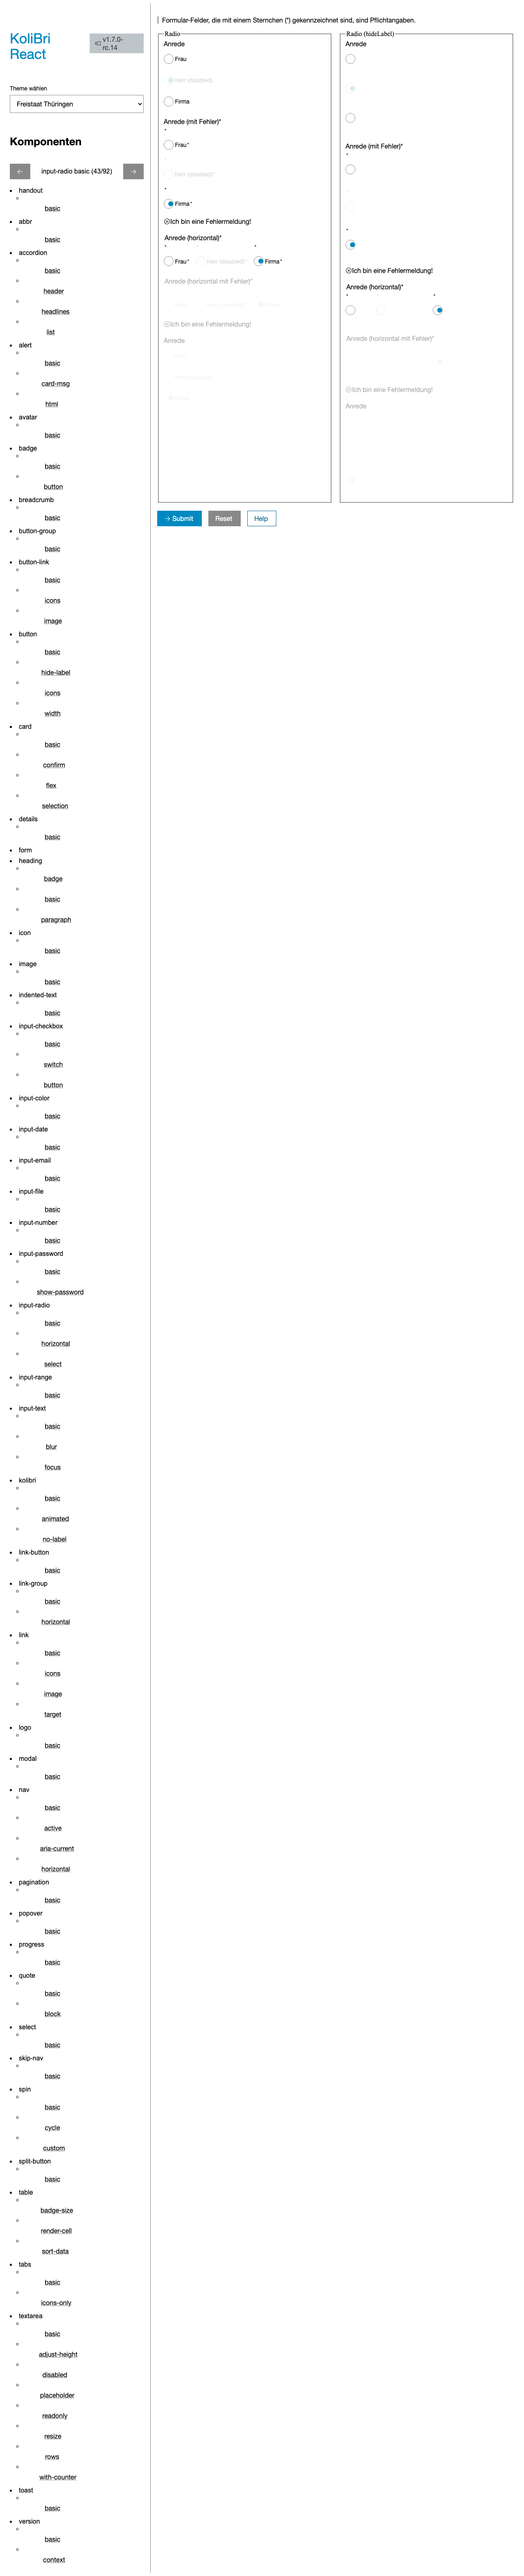 KoliBri
React
v1.7.0-
rc.14
Theme wählen
Freistaat Thüringen
Komponenten
input-radio basic (43/92)
handout
basic
abbr
basic
accordion
basic
header
headlines
list
alert
basic
card-msg
html
avatar
basic
badge
basic
button
breadcrumb
basic
button-group
basic
button-link
basic
icons
image
button
basic
hide-label
icons
width
card
basic
confirm
flex
selection
details
basic
form
heading
badge
basic
paragraph
icon
basic
image
basic
indented-text
basic
input-checkbox
basic
switch
button
input-color
basic
input-date
basic
input-email
basic
input-file
basic
input-number
basic
input-password
basic
show-password
input-radio
basic
horizontal
select
input-range
basic
input-text
basic
blur
focus
kolibri
basic
animated
no-label
link-button
basic
link-group
basic
horizontal
link
basic
icons
image
target
logo
basic
modal
basic
nav
basic
active
aria-current
horizontal
pagination
basic
popover
basic
progress
basic
quote
basic
block
select
basic
skip-nav
basic
spin
basic
cycle
custom
split-button
basic
table
badge-size
render-cell
sort-data
tabs
basic
icons-only
textarea
basic
adjust-height
disabled
placeholder
readonly
resize
rows
with-counter
toast
basic
version
basic
context
Formular-Felder, die mit einem Sternchen (*) gekennzeichnet sind, sind Pflichtangaben.
Radio
Anrede
Frau
Herr (disabled)
Firma
Anrede (mit Fehler)*
*
Frau*
Herr (disabled)*
*
Firma*
Ich bin eine Fehlermeldung!
Anrede (horizontal)*
* *
Frau* Herr (disabled)* Firma*
Anrede (horizontal mit Fehler)*
Ich bin eine Fehlermeldung!
Anrede
Radio (hideLabel)
Anrede
Anrede (mit Fehler)*
*
*
Ich bin eine Fehlermeldung!
Anrede (horizontal)*
* *
Anrede (horizontal mit Fehler)*
Ich bin eine Fehlermeldung!
Anrede
Submit Reset Help